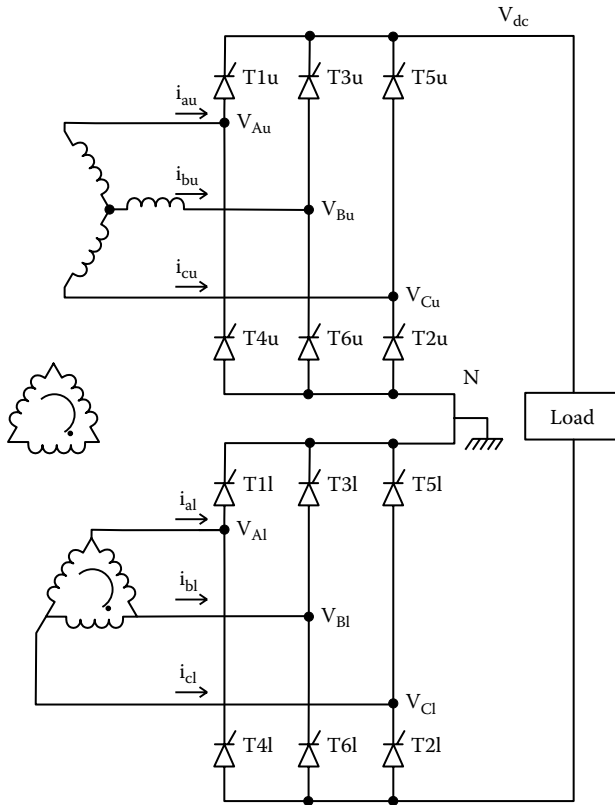 V_dc
T1u T3u T5u
i_au
V_Au
i_bu
V_Bu
i_cu
V_Cu
T4u T6u T2u
N
Load
T1l T3l T5l
i_al
V_Al
i_bl
V_Bl
i_cl
V_Cl
T4l T6l T2l